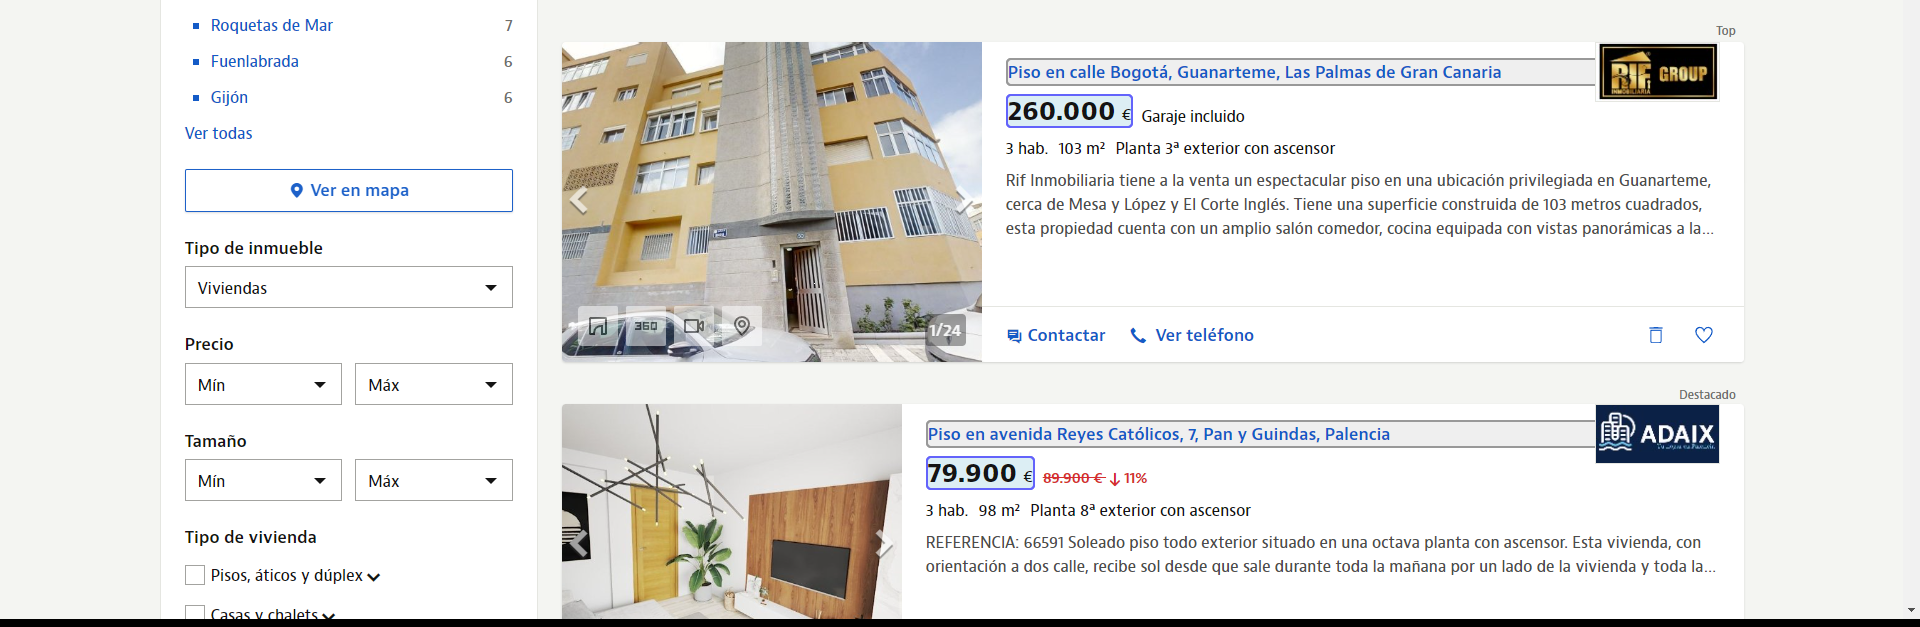 Roquetas de Mar 7
Fuenlabrada 6
Gijón 6
Ver todas
Ver en mapa
Tipo de inmueble
Viviendas
Precio
Mín Máx
Tamaño
Mín Máx
Tipo de vivienda
Pisos, áticos y dúplex
Casas y chalets
Top
Piso en calle Bogotá, Guanarteme, Las Palmas de Gran Canaria
RIF GROUP
INMOBILIARIA
260.000 € Garaje incluido
3 hab. 103 m² Planta 3ª exterior con ascensor
Rif Inmobiliaria tiene a la venta un espectacular piso en una ubicación privilegiada en Guanarteme,
cerca de Mesa y López y El Corte Inglés. Tiene una superficie construida de 103 metros cuadrados,
esta propiedad cuenta con un amplio salón comedor, cocina equipada con vistas panorámicas a la...
360
1/24
Contactar Ver teléfono
Destacado
Piso en avenida Reyes Católicos, 7, Pan y Guindas, Palencia
ADAIX
79.900 € 89.900 € 11%
3 hab. 98 m² Planta 8ª exterior con ascensor
REFERENCIA: 66591 Soleado piso todo exterior situado en una octava planta con ascensor. Esta vivienda, con
orientación a dos calle, recibe sol desde que sale durante toda la mañana por un lado de la vivienda y toda la...